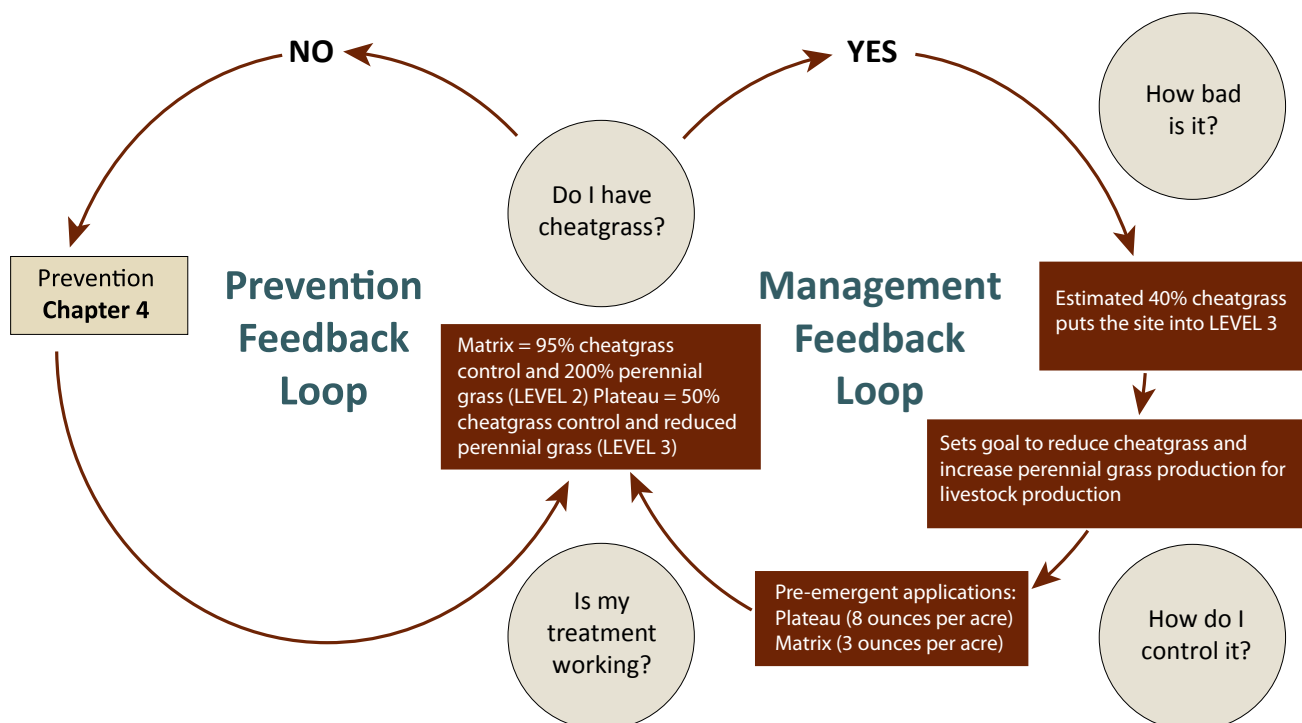 NO
YES
How bad
is it?
Do I have
cheatgrass?
Prevention
Chapter 4
Prevention
Feedback
Loop
Management
Feedback
Loop
Estimated 40% cheatgrass
puts the site into LEVEL 3
Matrix = 95% cheatgrass
control and 200% perennial
grass (LEVEL 2) Plateau = 50%
cheatgrass control and reduced
perennial grass (LEVEL 3)
Sets goal to reduce cheatgrass and
increase perennial grass production for
livestock production
Is my
treatment
working?
Pre-emergent applications:
Plateau (8 ounces per acre)
Matrix (3 ounces per acre)
How do I
control it?